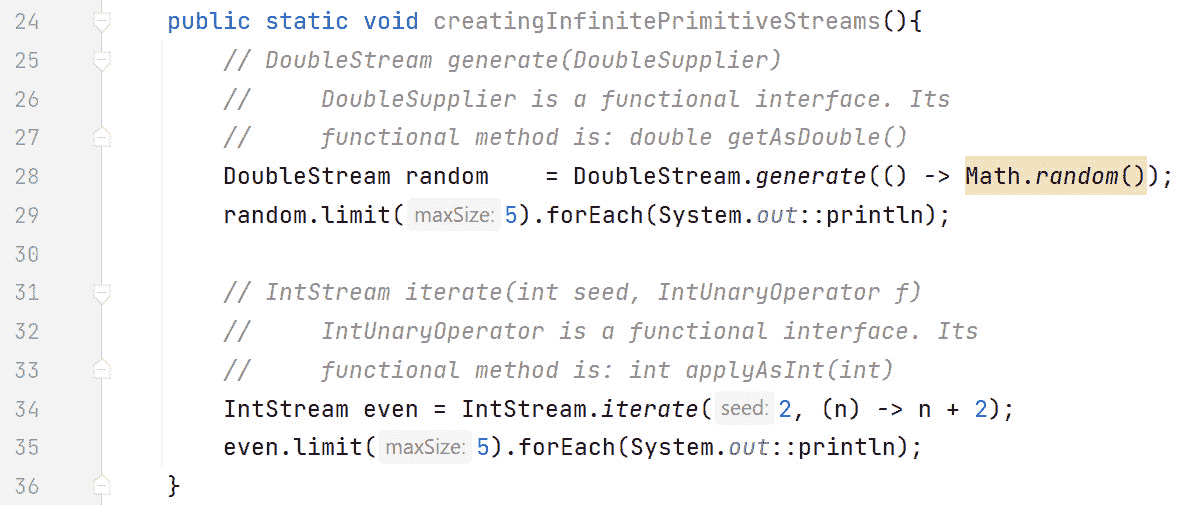 24 public static void creatingInfinitePrimitiveStreams(){
25 // DoubleStream generate(DoubleSupplier)
26 //     DoubleSupplier is a functional interface. Its
27 //     functional method is: double getAsDouble()
28 DoubleStream random    = DoubleStream.generate(() -> Math.random());
29 random.limit( maxSize: 5).forEach(System.out::println);
30
31 // IntStream iterate(int seed, IntUnaryOperator f)
32 //     IntUnaryOperator is a functional interface. Its
33 //     functional method is: int applyAsInt(int)
34 IntStream even = IntStream.iterate( seed: 2, (n) -> n + 2);
35 even.limit( maxSize: 5).forEach(System.out::println);
36 }